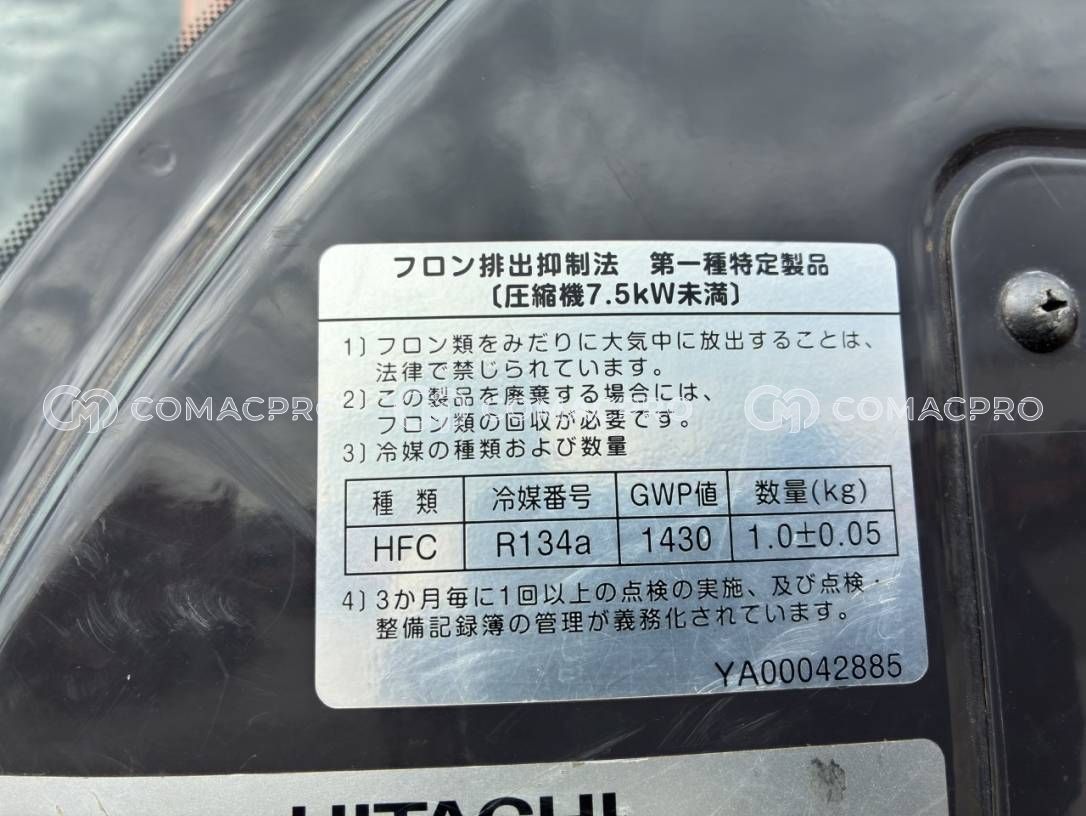 フロン排出抑制法 第一種特定製品
〔圧縮機7.5kW未満〕
1) フロン類をみだりに大気中に放出することは、
法律で禁じられています。
2) この製品を廃棄する場合には、
COMACPRO COMACPRO
フロン類の回収が必要です。
3) 冷媒の種類および数量
種 類 冷媒番号 GWP値 数量(kg)
HFC R134a 1430 1.0±0.05
4) 3か月毎に1回以上の点検の実施、及び点検・
整備記録簿の管理が義務化されています。
YA00042885
HITACHI